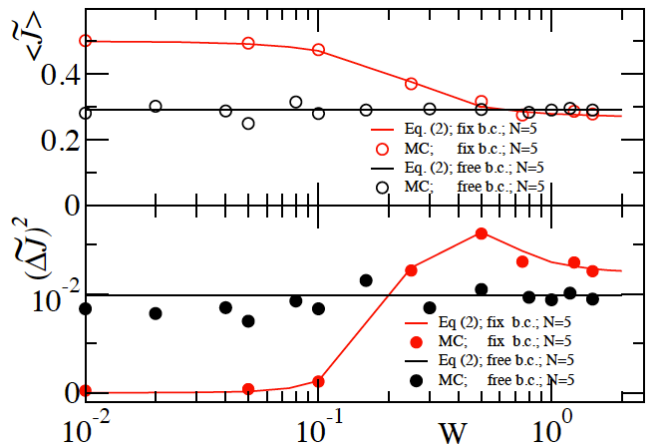 <J̃>
0.4
0.2
0
Eq. (2); fix b.c.; N=5
MC; fix b.c.; N=5
Eq. (2); free b.c.; N=5
MC; free b.c.; N=5
(ΔJ̃)²
10⁻²
0
Eq (2); fix b.c.; N=5
MC; fix b.c.; N=5
Eq (2); free b.c.; N=5
MC; free b.c.; N=5
10⁻² 10⁻¹ W 10⁰